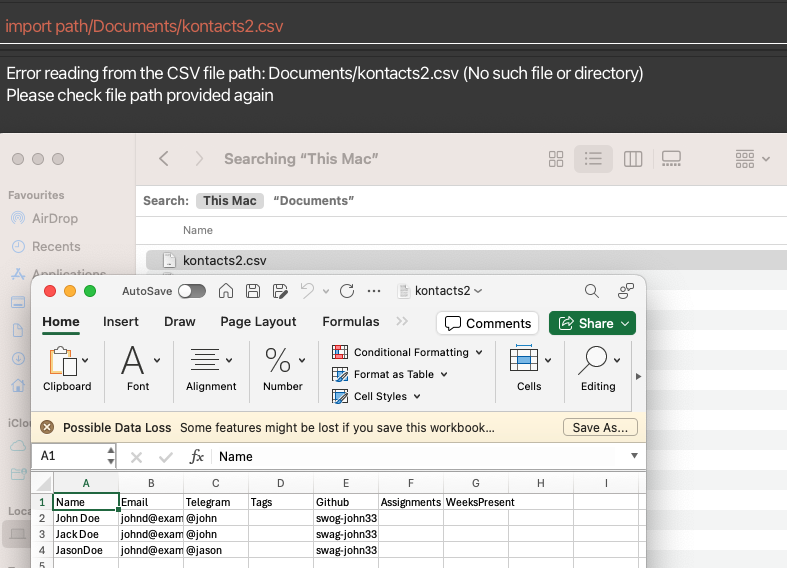 import path/Documents/kontacts2.csv
Error reading from the CSV file path: Documents/kontacts2.csv (No such file or directory)
Please check file path provided again
Searching “This Mac”
Favourites
AirDrop
Recents
Applications
Search: This Mac “Documents”
Name
kontacts2.csv
AutoSave
kontacts2
Home Insert Draw Page Layout Formulas Comments Share
Clipboard Font Alignment Number Conditional Formatting Format as Table Cell Styles Cells Editing
Possible Data Loss Some features might be lost if you save this workbook... Save As...
A1 fx Name
A B C D E F G H I
1 Name Email Telegram Tags Github Assignments WeeksPresent
2 John Doe johnd@exam @john swog-john33
3 Jack Doe johnd@exam @john swag-john33
4 JasonDoe johnd@exam @jason swag-john33
5
iClou
Loca